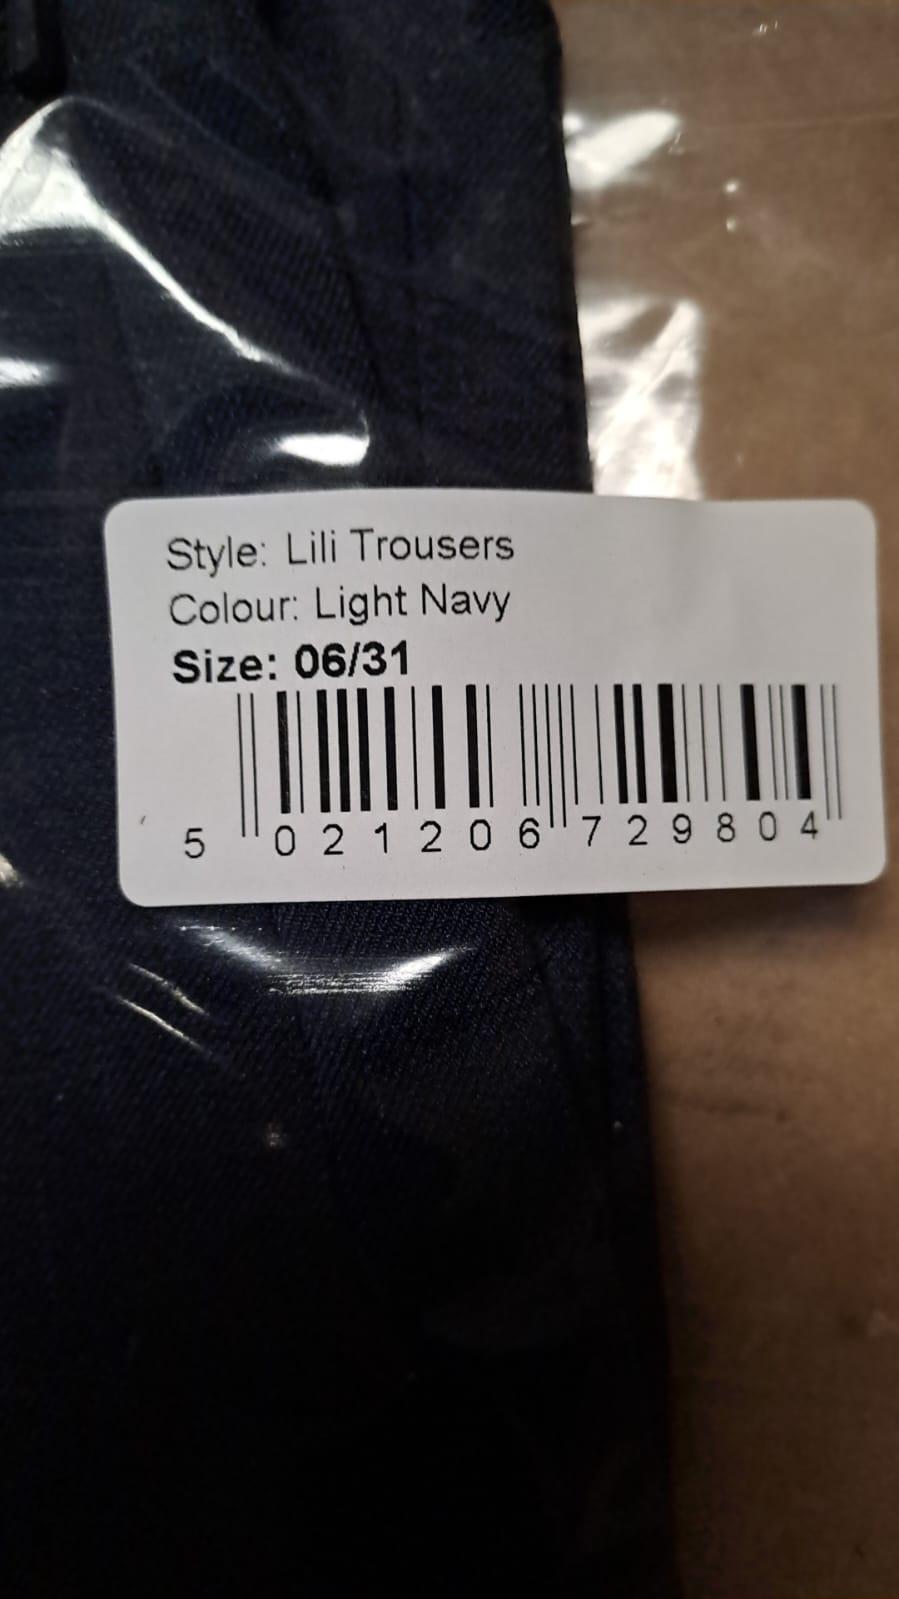 Style: Lili Trousers
Colour: Light Navy
Size: 06/31
5 021206 729804